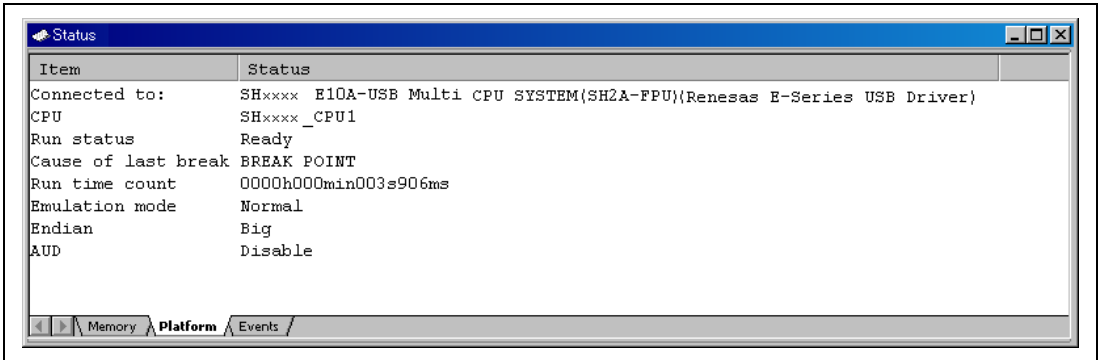 Status
Item Status
Connected to: SHxxxx E10A-USB Multi CPU SYSTEM(SH2A-FPU)(Renesas E-Series USB Driver)
CPU SHxxxx _CPU1
Run status Ready
Cause of last break BREAK POINT
Run time count 0000h000min003s906ms
Emulation mode Normal
Endian Big
AUD Disable
Memory Platform Events